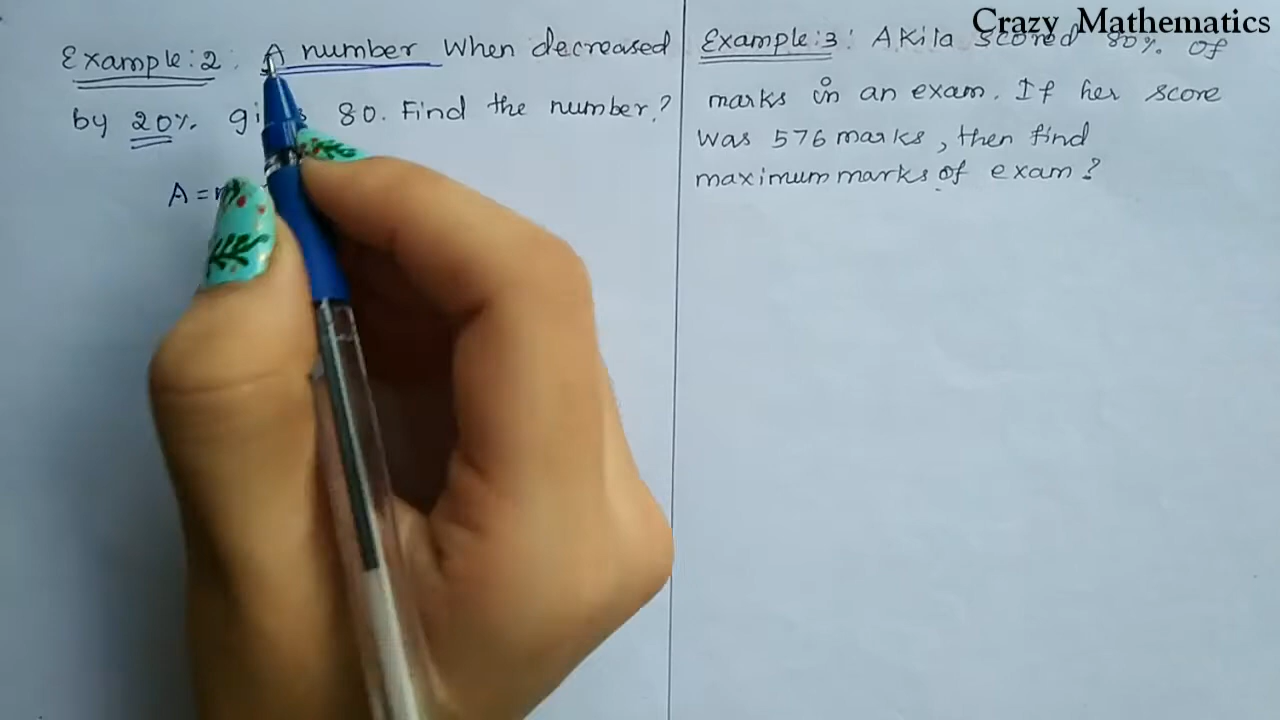 Crazy Mathematics
Example:2: A number when decreased
by 20% 80. Find the number?
A =
Example:3: Akila scored 80% of
marks in an exam. If her score
was 576 marks, then find
maximum marks of exam?